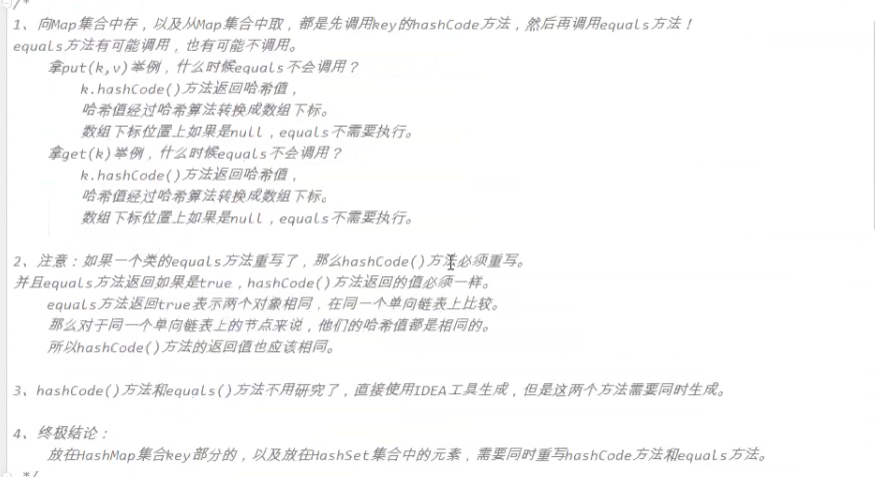 /*
1、向Map集合中存，以及从Map集合中取，都是先调用key的hashCode方法，然后再调用equals方法！
equals方法有可能调用，也有可能不调用。
拿put(k,v)举例，什么时候equals不会调用？
k.hashCode()方法返回哈希值，
哈希值经过哈希算法转换成数组下标。
数组下标位置上如果是null，equals不需要执行。
拿get(k)举例，什么时候equals不会调用？
k.hashCode()方法返回哈希值，
哈希值经过哈希算法转换成数组下标。
数组下标位置上如果是null，equals不需要执行。
2、注意：如果一个类的equals方法重写了，那么hashCode()方法必须重写。
并且equals方法返回如果是true，hashCode()方法返回的值必须一样。
equals方法返回true表示两个对象相同，在同一个单向链表上比较。
那么对于同一个单向链表上的节点来说，他们的哈希值都是相同的。
所以hashCode()方法的返回值也应该相同。
3、hashCode()方法和equals()方法不用研究了，直接使用IDEA工具生成，但是这两个方法需要同时生成。
4、终极结论：
放在HashMap集合key部分的，以及放在HashSet集合中的元素，需要同时重写hashCode方法和equals方法。
*/